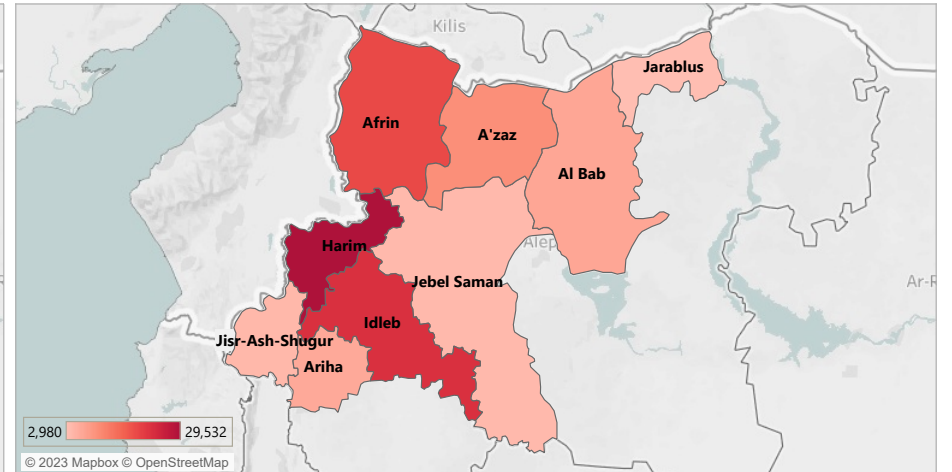 Kilis
Jarablus
Afrin
A'zaz
Al Bab
Harim
Alep
Jebel Saman
Ar-R
Idleb
Jisr-Ash-Shugur
Ariha
2,980
29,532
© 2023 Mapbox © OpenStreetMap